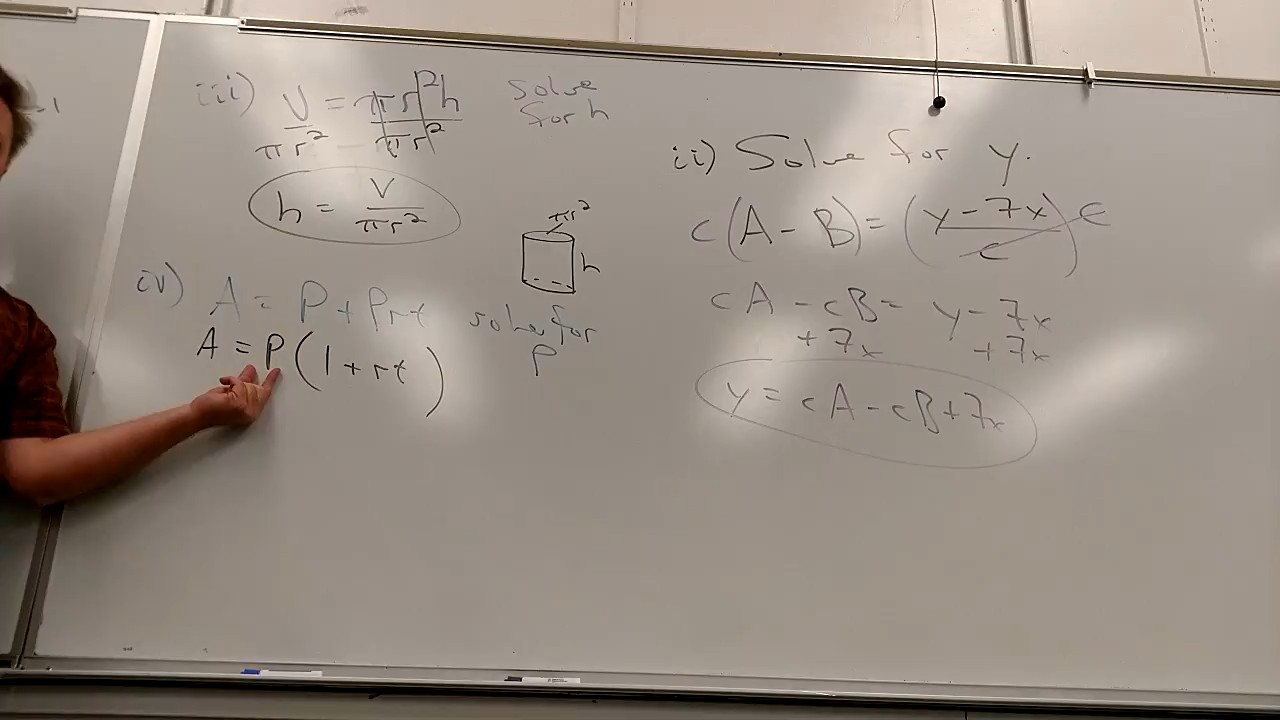 -1
iii) V = πr²h solve
πr² πr² for h
h = V/πr²
πr²
h
iv) A = P + Prt solve for
P
A = P(1 + rt)
ii) Solve for y.
c(A - B) = (y - 7x / c) c
cA - cB = y - 7x
+7x +7x
y = cA - cB + 7x